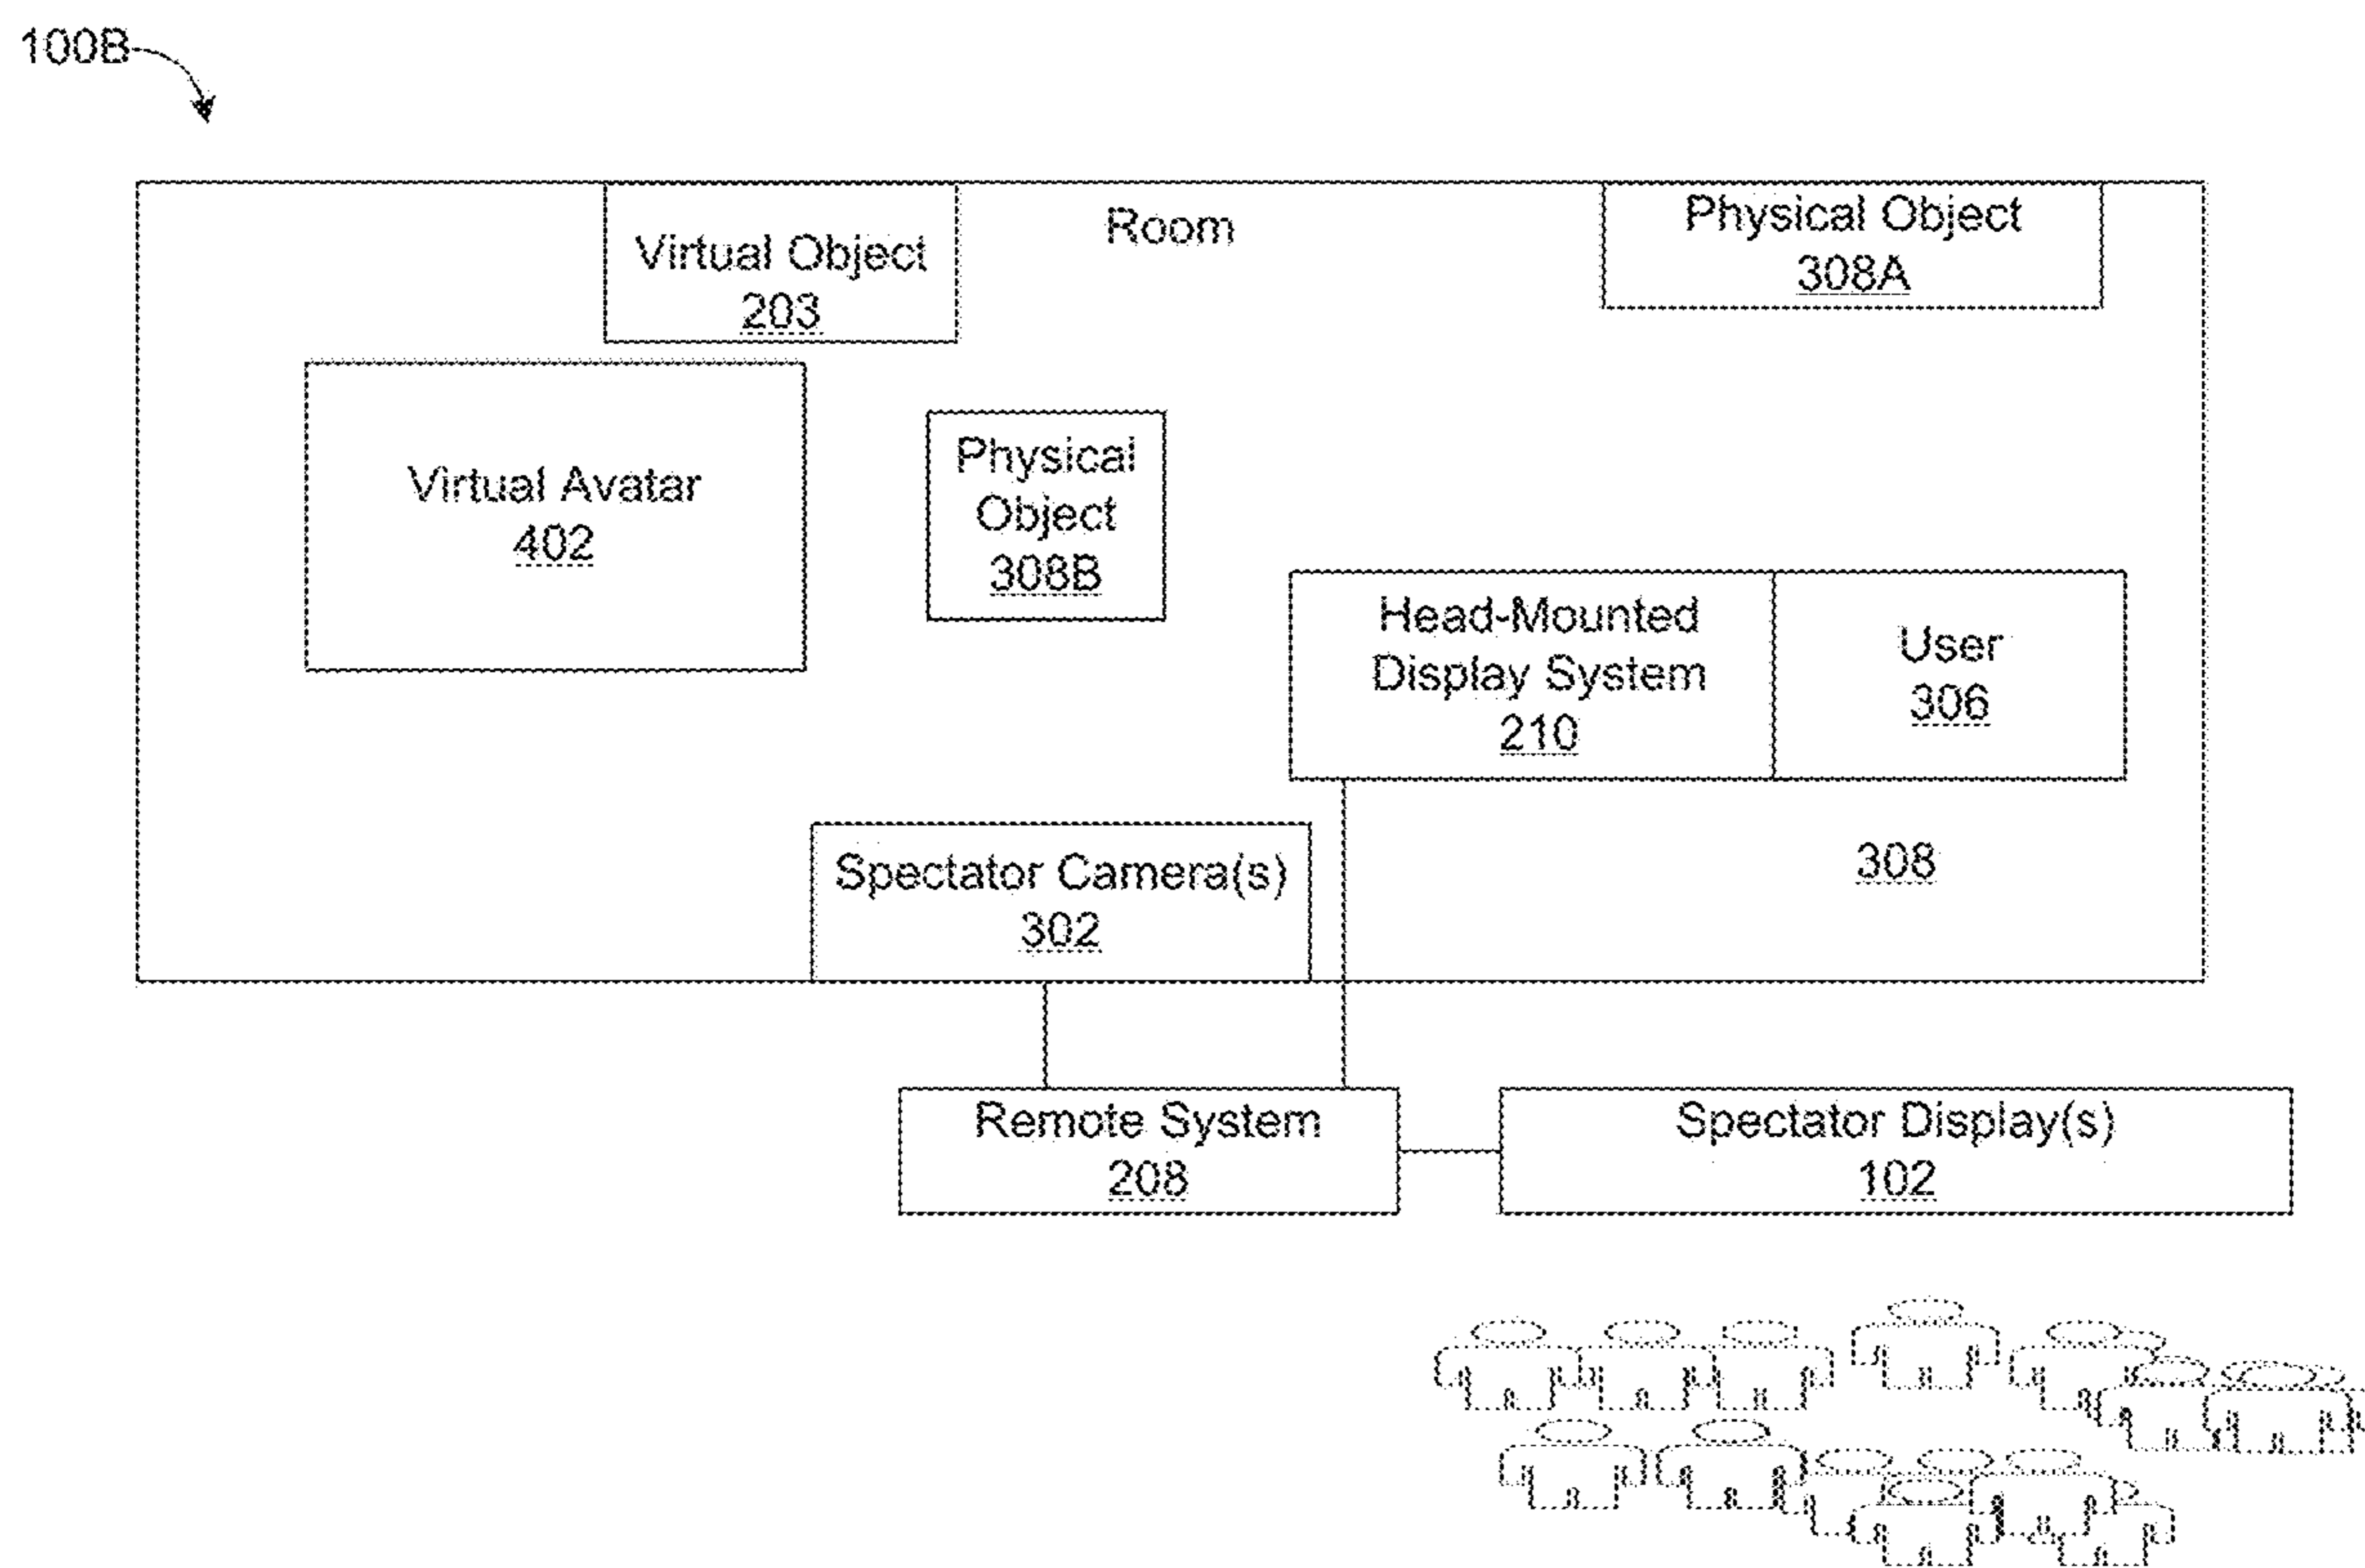 100B
Room
Virtual Object
203
Physical Object
308A
Virtual Avatar
402
Physical
Object
308B
Head-Mounted
Display System
210
User
306
Spectator Camera(s)
302
308
Remote System
208
Spectator Display(s)
102